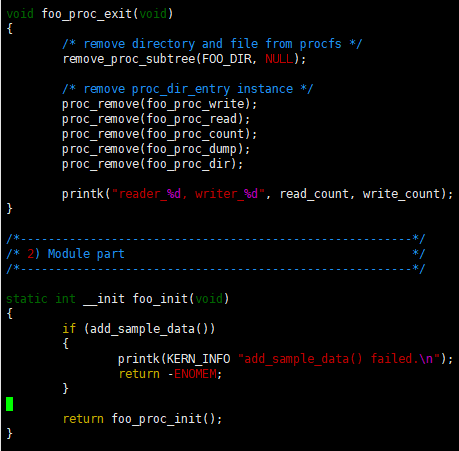 void foo_proc_exit(void)
{
        /* remove directory and file from procfs */
        remove_proc_subtree(FOO_DIR, NULL);

        /* remove proc_dir_entry instance */
        proc_remove(foo_proc_write);
        proc_remove(foo_proc_read);
        proc_remove(foo_proc_count);
        proc_remove(foo_proc_dump);
        proc_remove(foo_proc_dir);

        printk("reader_%d, writer_%d", read_count, write_count);
}

/*--------------------------------------------------------*/
/* 2) Module part                                         */
/*--------------------------------------------------------*/

static int __init foo_init(void)
{
        if (add_sample_data())
        {
                printk(KERN_INFO "add_sample_data() failed.\n");
                return -ENOMEM;
        }

        return foo_proc_init();
}